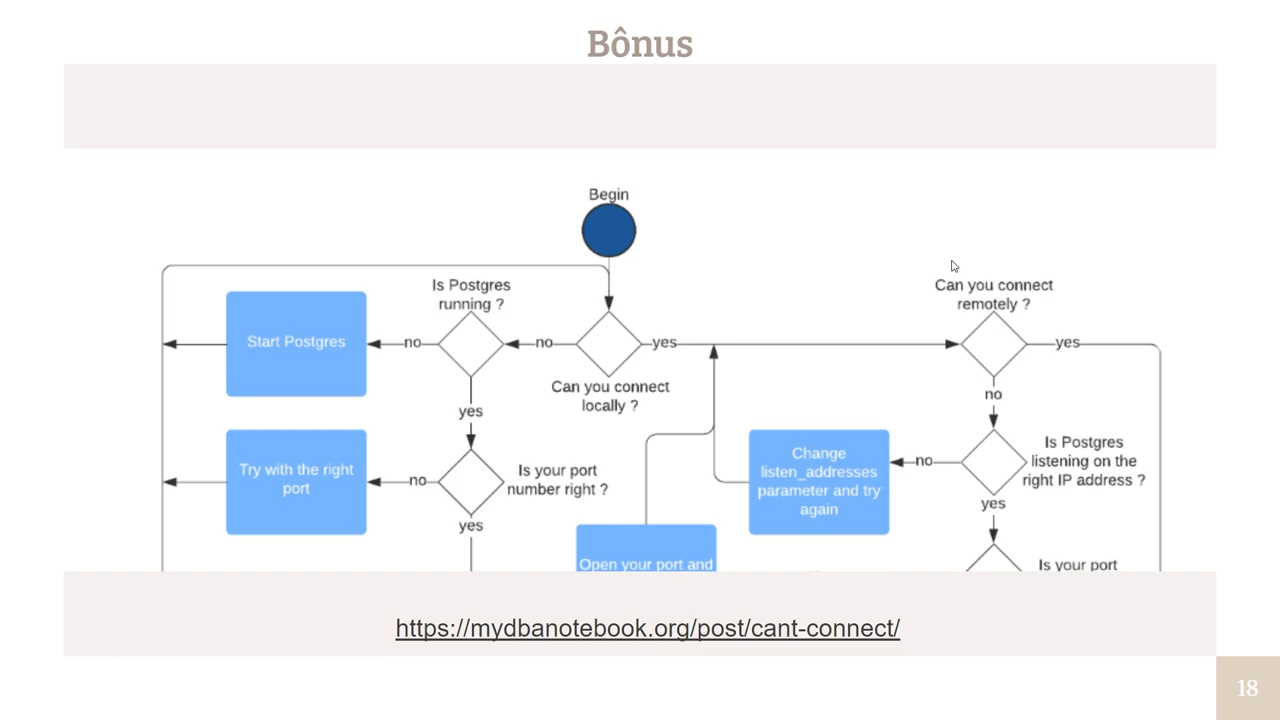 Bônus
Begin
Is Postgres
running ?
Can you connect
remotely ?
Start Postgres
no
no
yes
yes
Can you connect
locally ?
no
yes
Try with the right
port
no
Is your port
number right ?
Change
listen_addresses
parameter and try
again
no
Is Postgres
listening on the
right IP address ?
yes
yes
Open your port and
Is your port
https://mydbanotebook.org/post/cant-connect/
18